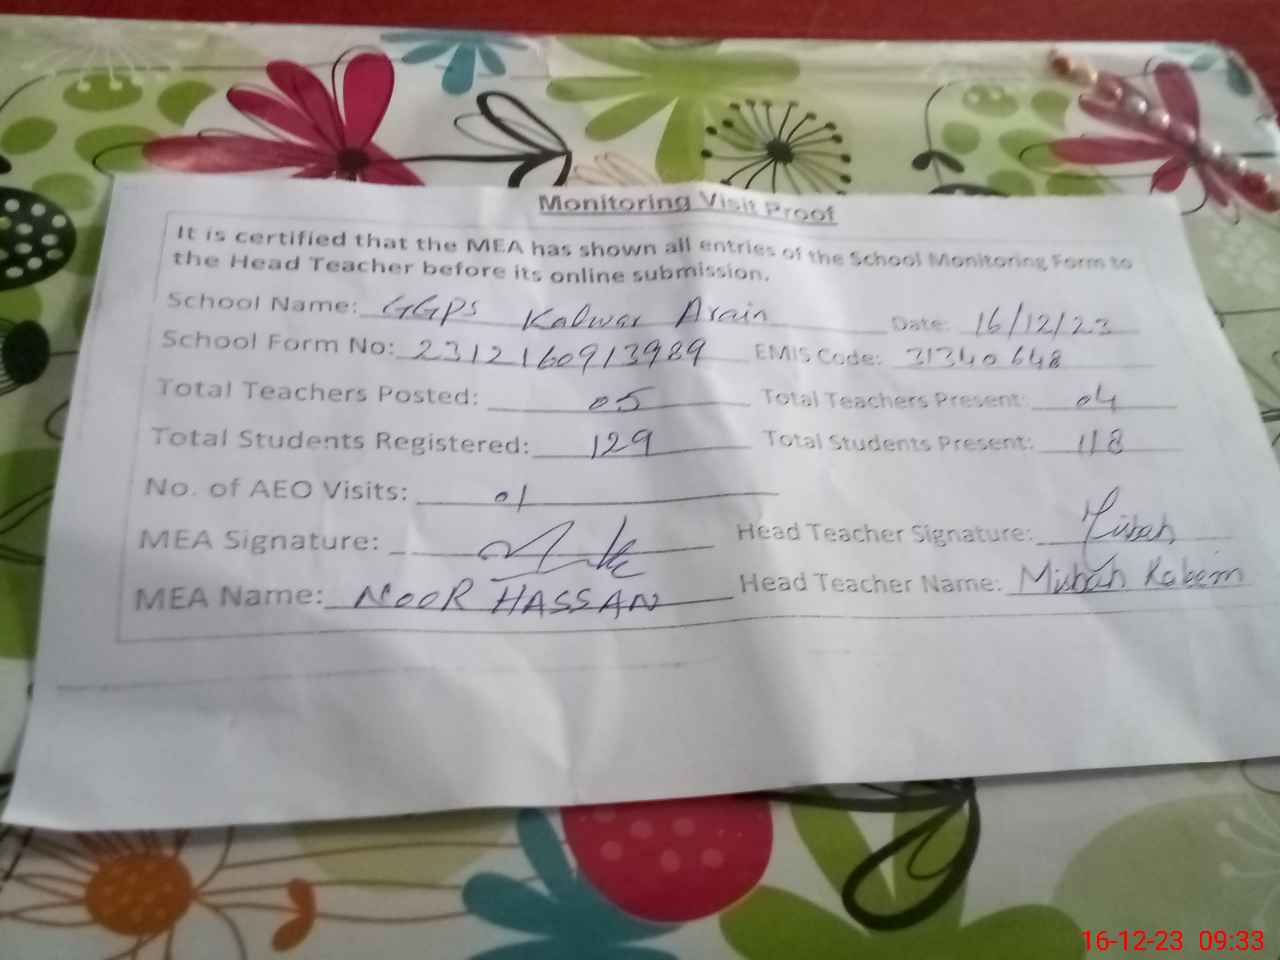 Monitoring Visit Proof
It is certified that the MEA has shown all entries of the School Monitoring Form to
the Head Teacher before its online submission.
School Name: GGPS Kalwar Arain Date: 16/12/23
School Form No: 2312160913989 EMIS Code: 31340648
Total Teachers Posted: 05 Total Teachers Present: 04
Total Students Registered: 129 Total Students Present: 118
No. of AEO Visits: 01
MEA Signature: Head Teacher Signature: Misbah
MEA Name: NOOR HASSAN Head Teacher Name: Misbah
16-12-23 09:33